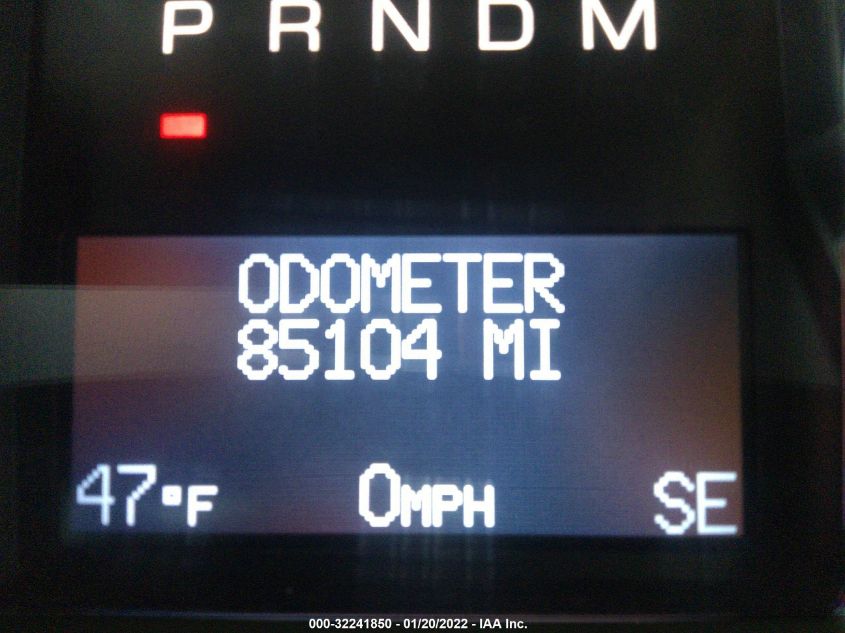 P R N D M
ODOMETER
85104 MI
47°F 0MPH SE
000-32241850 - 01/20/2022 - IAA Inc.